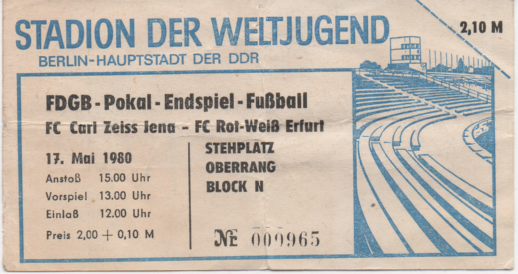 STADION DER WELTJUGEND
2,10 M
BERLIN-HAUPTSTADT DER DDR
FDGB-Pokal-Endspiel-Fußball
FC Carl Zeiss Jena - FC Rot-Weiß Erfurt
17. Mai 1980
Anstoß 15.00 Uhr
Vorspiel 13.00 Uhr
Einlaß 12.00 Uhr
Preis 2,00 + 0,10 M
STEHPLATZ
OBERRANG
BLOCK N
№ 009965